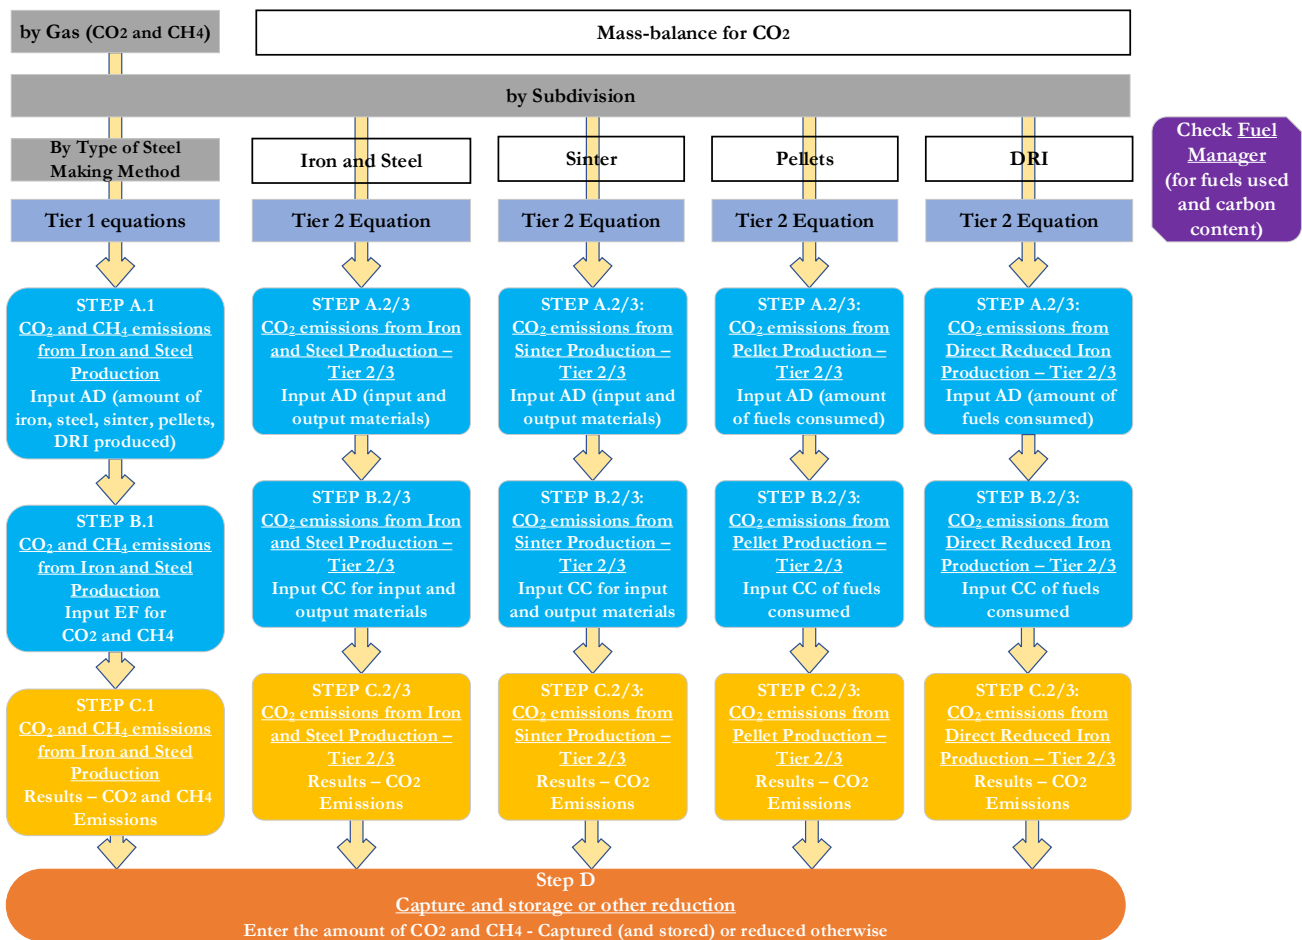 by Gas (CO2 and CH4)
Mass-balance for CO2
by Subdivision
By Type of Steel
Making Method
Iron and Steel
Sinter
Pellets
DRI
Check Fuel
Manager
(for fuels used
and carbon
content)
Tier 1 equations
Tier 2 Equation
Tier 2 Equation
Tier 2 Equation
Tier 2 Equation
STEP A.1
CO2 and CH4 emissions
from Iron and Steel
Production
Input AD (amount of
iron, steel, sinter, pellets,
DRI produced)
STEP A.2/3
CO2 emissions from Iron
and Steel Production –
Tier 2/3
Input AD (input and
output materials)
STEP A.2/3:
CO2 emissions from
Sinter Production –
Tier 2/3
Input AD (input and
output materials)
STEP A.2/3:
CO2 emissions from
Pellet Production –
Tier 2/3
Input AD (amount
of fuels consumed)
STEP A.2/3:
CO2 emissions from
Direct Reduced Iron
Production – Tier 2/3
Input AD (amount of
fuels consumed)
STEP B.1
CO2 and CH4 emissions
from Iron and Steel
Production
Input EF for
CO2 and CH4
STEP B.2/3
CO2 emissions from Iron
and Steel Production –
Tier 2/3
Input CC for input and
output materials
STEP B.2/3:
CO2 emissions from
Sinter Production –
Tier 2/3
Input CC for input
and output materials
STEP B.2/3:
CO2 emissions from
Pellet Production –
Tier 2/3
Input CC of fuels
consumed
STEP B.2/3:
CO2 emissions from
Direct Reduced Iron
Production – Tier 2/3
Input CC of fuels
consumed
STEP C.1
CO2 and CH4 emissions
from Iron and Steel
Production
Results – CO2 and CH4
Emissions
STEP C.2/3
CO2 emissions from Iron
and Steel Production –
Tier 2/3
Results – CO2
Emissions
STEP C.2/3:
CO2 emissions from
Sinter Production –
Tier 2/3
Results – CO2
Emissions
STEP C.2/3:
CO2 emissions from
Pellet Production –
Tier 2/3
Results – CO2
Emissions
STEP C.2/3:
CO2 emissions from
Direct Reduced Iron
Production – Tier 2/3
Results – CO2
Emissions
Step D
Capture and storage or other reduction
Enter the amount of CO2 and CH4 - Captured (and stored) or reduced otherwise